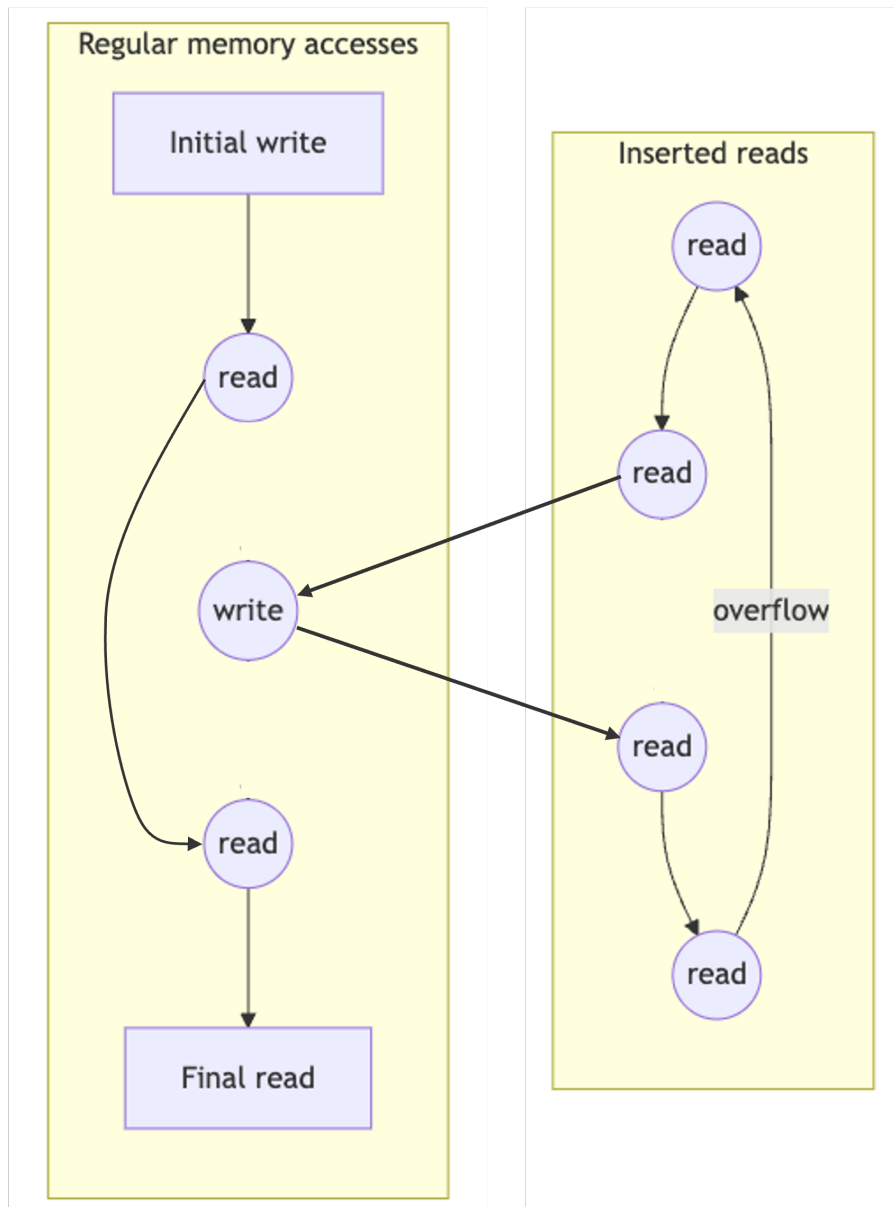 Regular memory accesses
Initial write
read
write
read
Final read
Inserted reads
read
read
overflow
read
read